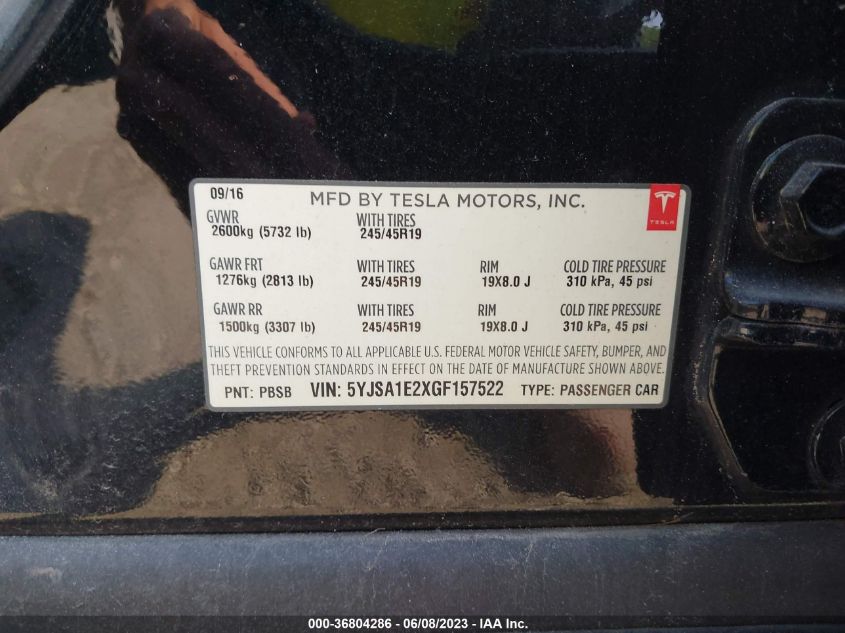 09/16 MFD BY TESLA MOTORS, INC.
TESLA
GVWR WITH TIRES
2600kg (5732 lb) 245/45R19
GAWR FRT WITH TIRES RIM COLD TIRE PRESSURE
1276kg (2813 lb) 245/45R19 19X8.0 J 310 kPa, 45 psi
GAWR RR WITH TIRES RIM COLD TIRE PRESSURE
1500kg (3307 lb) 245/45R19 19X8.0 J 310 kPa, 45 psi
THIS VEHICLE CONFORMS TO ALL APPLICABLE U.S. FEDERAL MOTOR VEHICLE SAFETY, BUMPER, AND
THEFT PREVENTION STANDARDS IN EFFECT ON THE DATE OF MANUFACTURE SHOWN ABOVE.
PNT: PBSB VIN: 5YJSA1E2XGF157522 TYPE: PASSENGER CAR
000-36804286 - 06/08/2023 - IAA Inc.